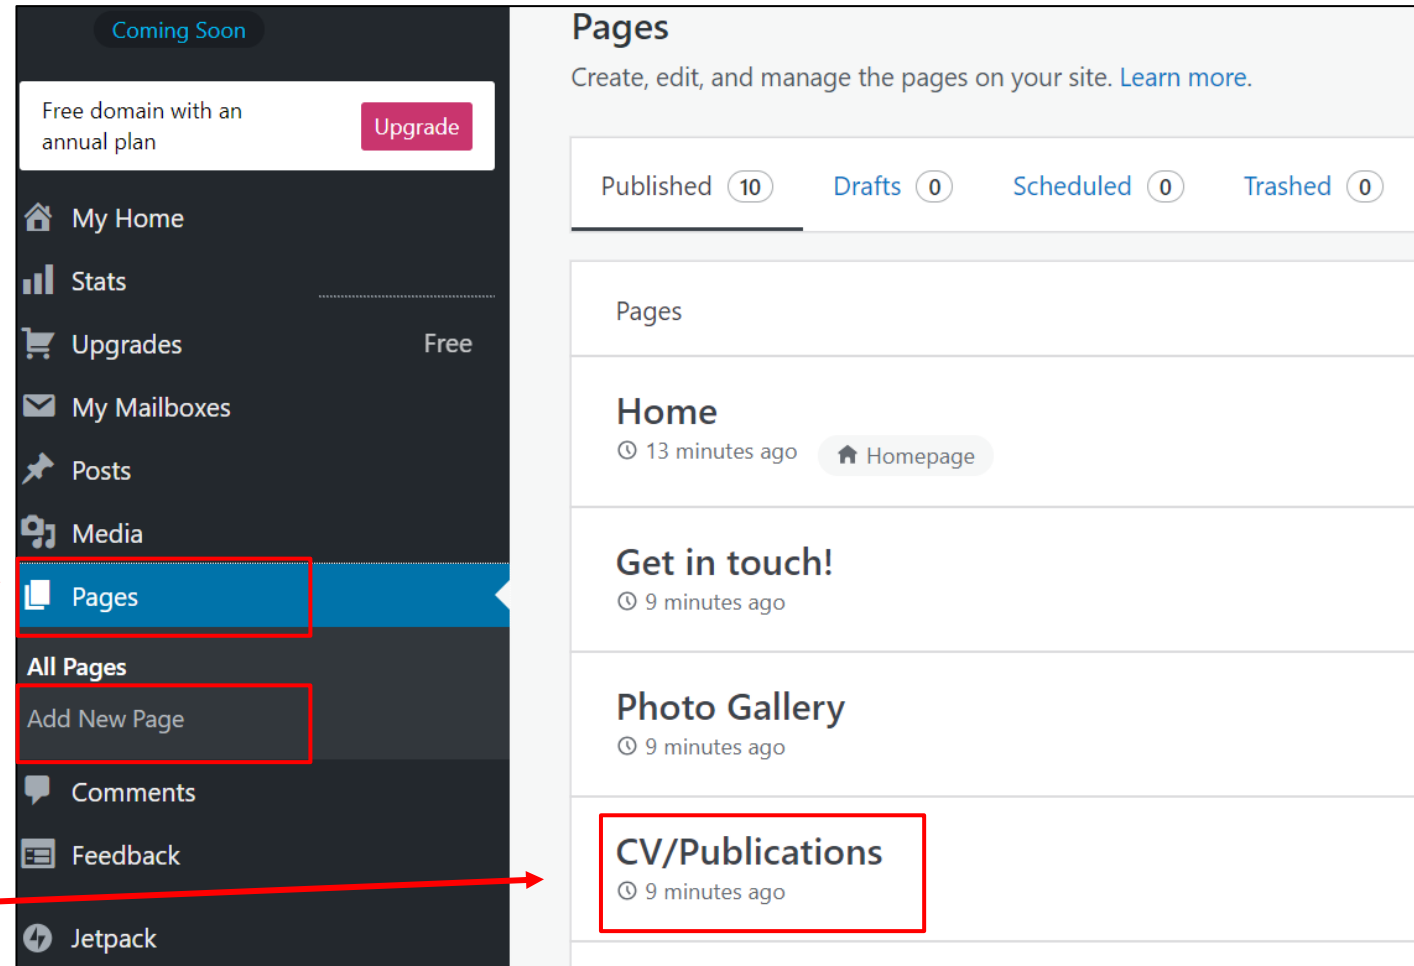 Coming Soon
Free domain with an
annual plan
Upgrade
My Home
Stats
Upgrades Free
My Mailboxes
Posts
Media
Pages
All Pages
Add New Page
Comments
Feedback
Jetpack
Pages
Create, edit, and manage the pages on your site. Learn more.
Published 10 Drafts 0 Scheduled 0 Trashed 0
Pages
Home
13 minutes ago Homepage
Get in touch!
9 minutes ago
Photo Gallery
9 minutes ago
CV/Publications
9 minutes ago